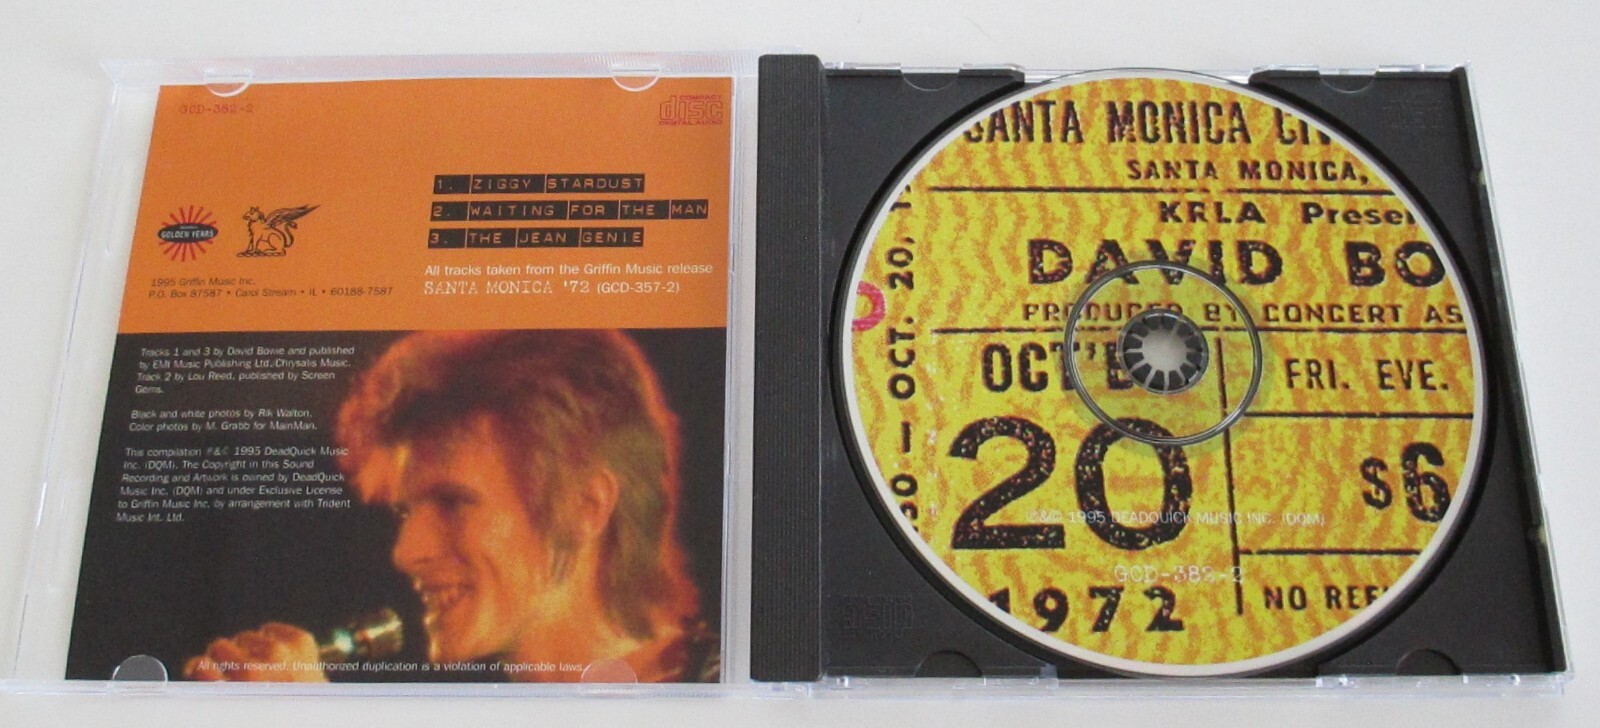 GCD-382-2
COMPACT
disc
DIGITAL AUDIO
1. ZIGGY STARDUST
2. WAITING FOR THE MAN
3. THE JEAN GENIE
GOLDEN YEARS
All tracks taken from the Griffin Music release
SANTA MONICA '72 (GCD-357-2)
1995 Griffin Music Inc.
P.O. Box 87587 • Carol Stream • IL • 60188-7587
Tracks 1 and 3 by David Bowie and published
by EMI Music Publishing Ltd./Chrysalis Music.
Track 2 by Lou Reed, published by Screen
Gems.
Black and white photos by Rik Walton.
Color photos by M. Grabb for MainMan.
This compilation ℗&© 1995 DeadQuick Music
Inc. (DQM). The Copyright in this Sound
Recording and Artwork is owned by DeadQuick
Music Inc. (DQM) and under Exclusive License
to Griffin Music Inc. by arrangement with Trident
Music Int. Ltd.
All rights reserved. Unauthorized duplication is a violation of applicable laws.
SANTA MONICA CIV
SANTA MONICA,
KRLA Presen
DAVID BO
PRODUCED BY CONCERT AS
OCT'B
FRI. EVE.
20
$6
1972
NO REF
:30 — OCT. 20, 1
℗&© 1995 DEADQUICK MUSIC INC. (DQM)
GCD-382-2